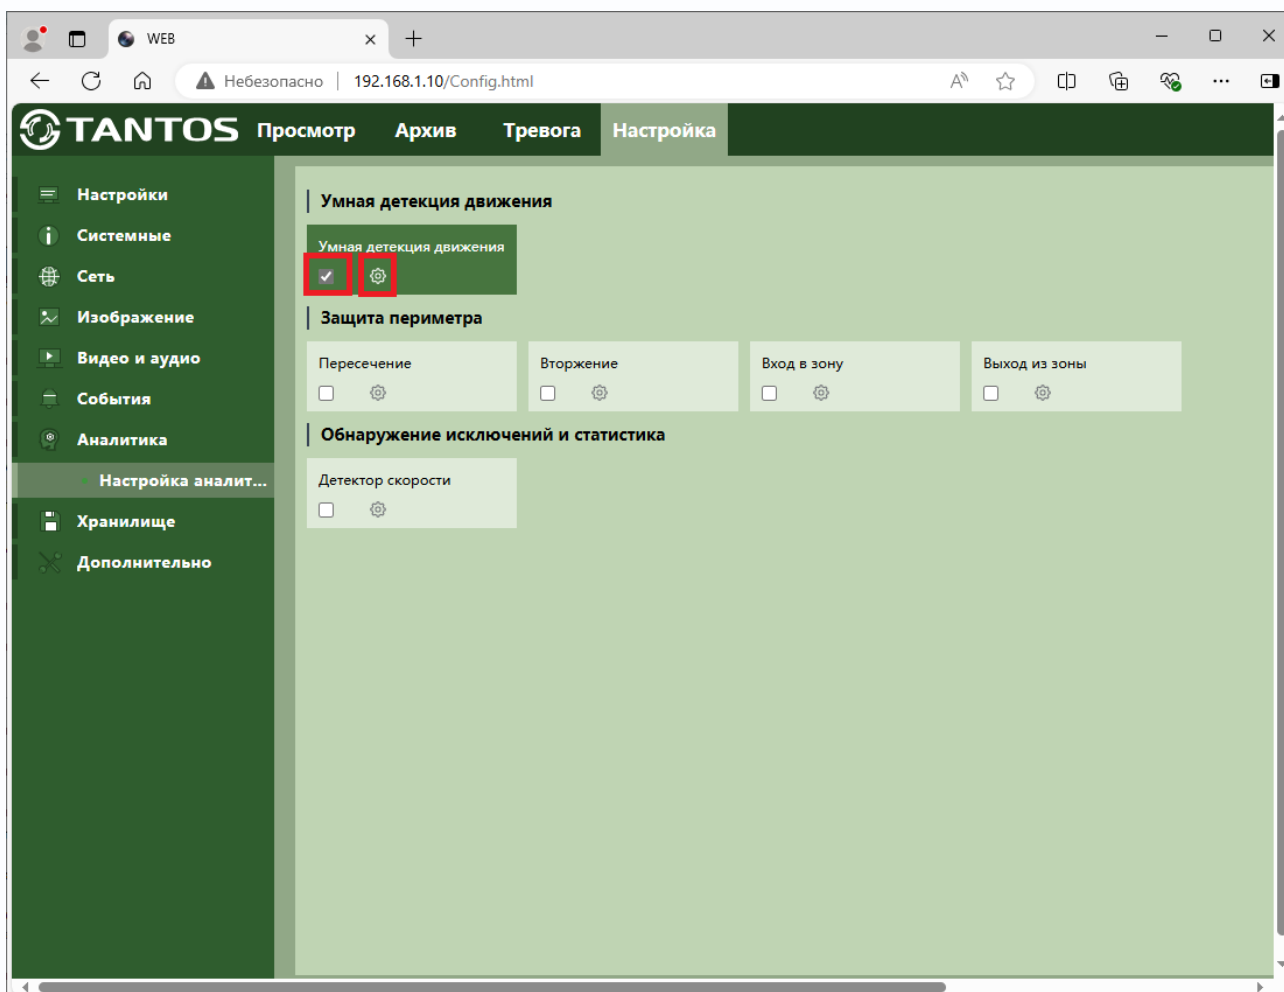 WEB
Небезопасно 192.168.1.10/Config.html
TANTOS Просмотр Архив Тревога Настройка
Настройки
Системные
Сеть
Изображение
Видео и аудио
События
Аналитика
Настройка аналит...
Хранилище
Дополнительно
Умная детекция движения
Умная детекция движения
Защита периметра
Пересечение Вторжение Вход в зону Выход из зоны
Обнаружение исключений и статистика
Детектор скорости